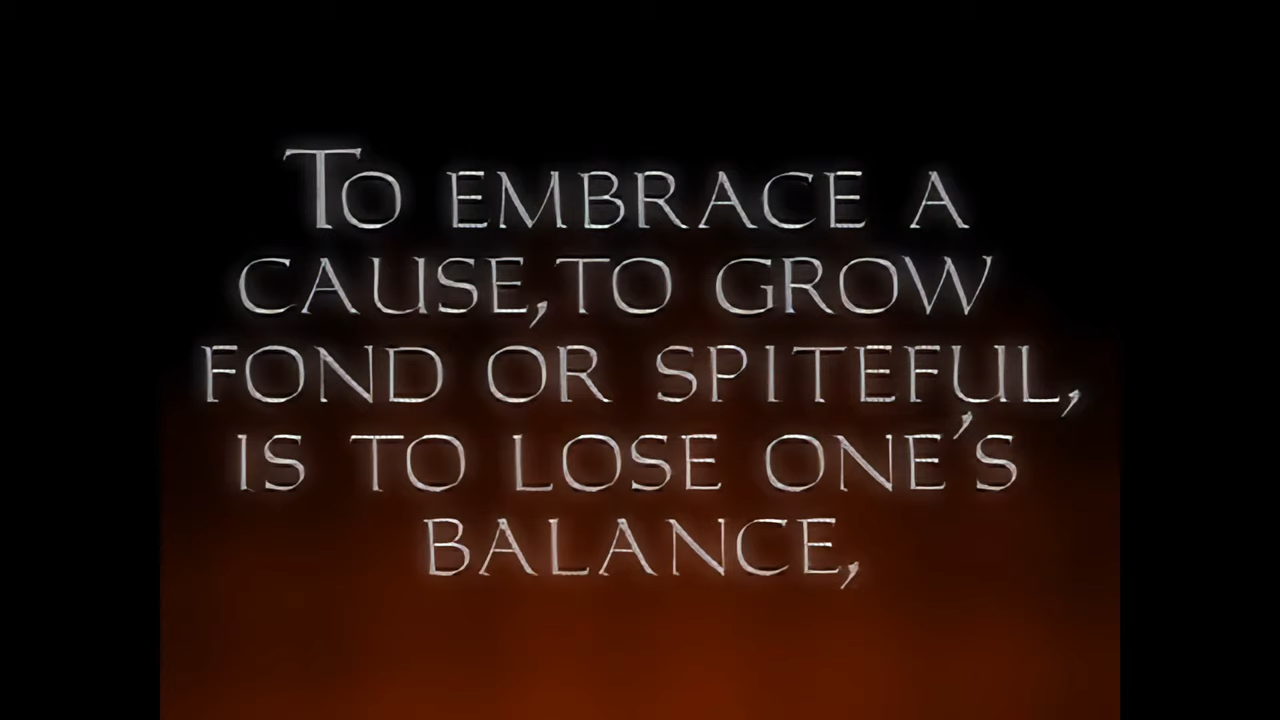 To EMBRACE A
CAUSE, TO GROW
FOND OR SPITEFUL,
IS TO LOSE ONE'S
BALANCE,